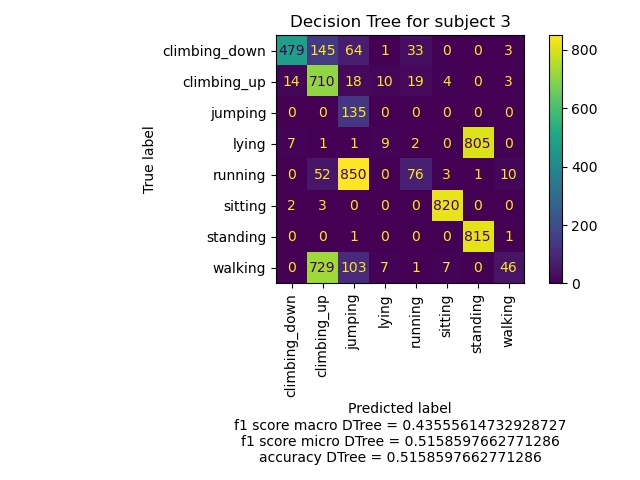 Decision Tree for subject 3
climbing_down 479 145 64 1 33 0 0 3
climbing_up 14 710 18 10 19 4 0 3
jumping 0 0 135 0 0 0 0 0
lying 7 1 1 9 2 0 805 0
running 0 52 850 0 76 3 1 10
sitting 2 3 0 0 0 820 0 0
standing 0 0 1 0 0 0 815 1
walking 0 729 103 7 1 7 0 46
True label
climbing_down climbing_up jumping lying running sitting standing walking
Predicted label
800
600
400
200
0
f1 score macro DTree = 0.43555614732928727
f1 score micro DTree = 0.5158597662771286
accuracy DTree = 0.5158597662771286